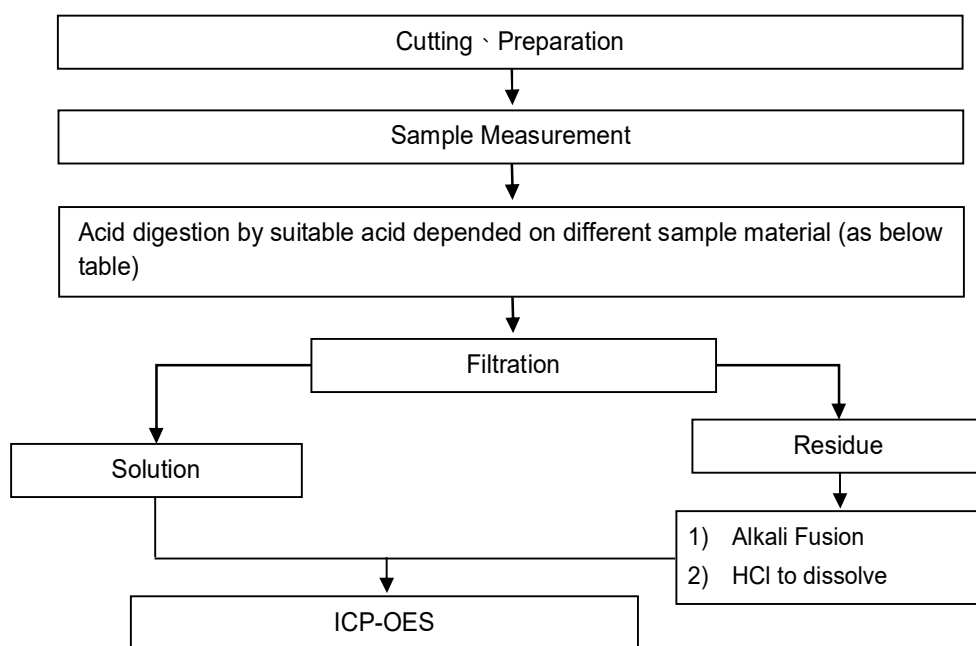 Cutting、Preparation
Sample Measurement
Acid digestion by suitable acid depended on different sample material (as below
table)
Filtration
Solution
Residue
1) Alkali Fusion
2) HCl to dissolve
ICP-OES